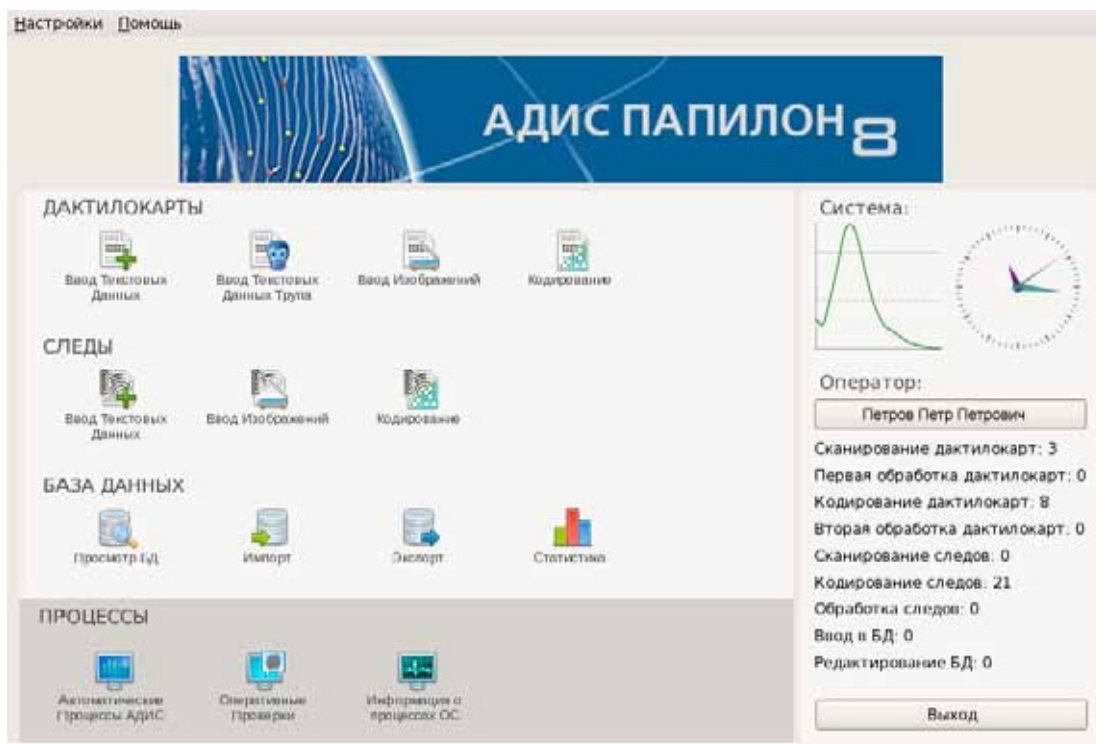 Настройки Помощь
АДИС ПАПИЛОН 8
ДАКТИЛОКАРТЫ
Ввод Текстовых
Данных
Ввод Текстовых
Данных Трупа
Ввод Изображений
Кодирование
СЛЕДЫ
Ввод Текстовых
Данных
Ввод Изображений
Кодирование
БАЗА ДАННЫХ
Просмотр БД
Импорт
Экспорт
Статистика
ПРОЦЕССЫ
Автоматические
Процессы АДИС
Оперативные
Проверки
Информация о
процессах ОС
Система:
Оператор:
Петров Петр Петрович
Сканирование дактилокарт: 3
Первая обработка дактилокарт: 0
Кодирование дактилокарт: 8
Вторая обработка дактилокарт: 0
Сканирование следов: 0
Кодирование следов: 21
Обработка следов: 0
Ввод в БД: 0
Редактирование БД: 0
Выход